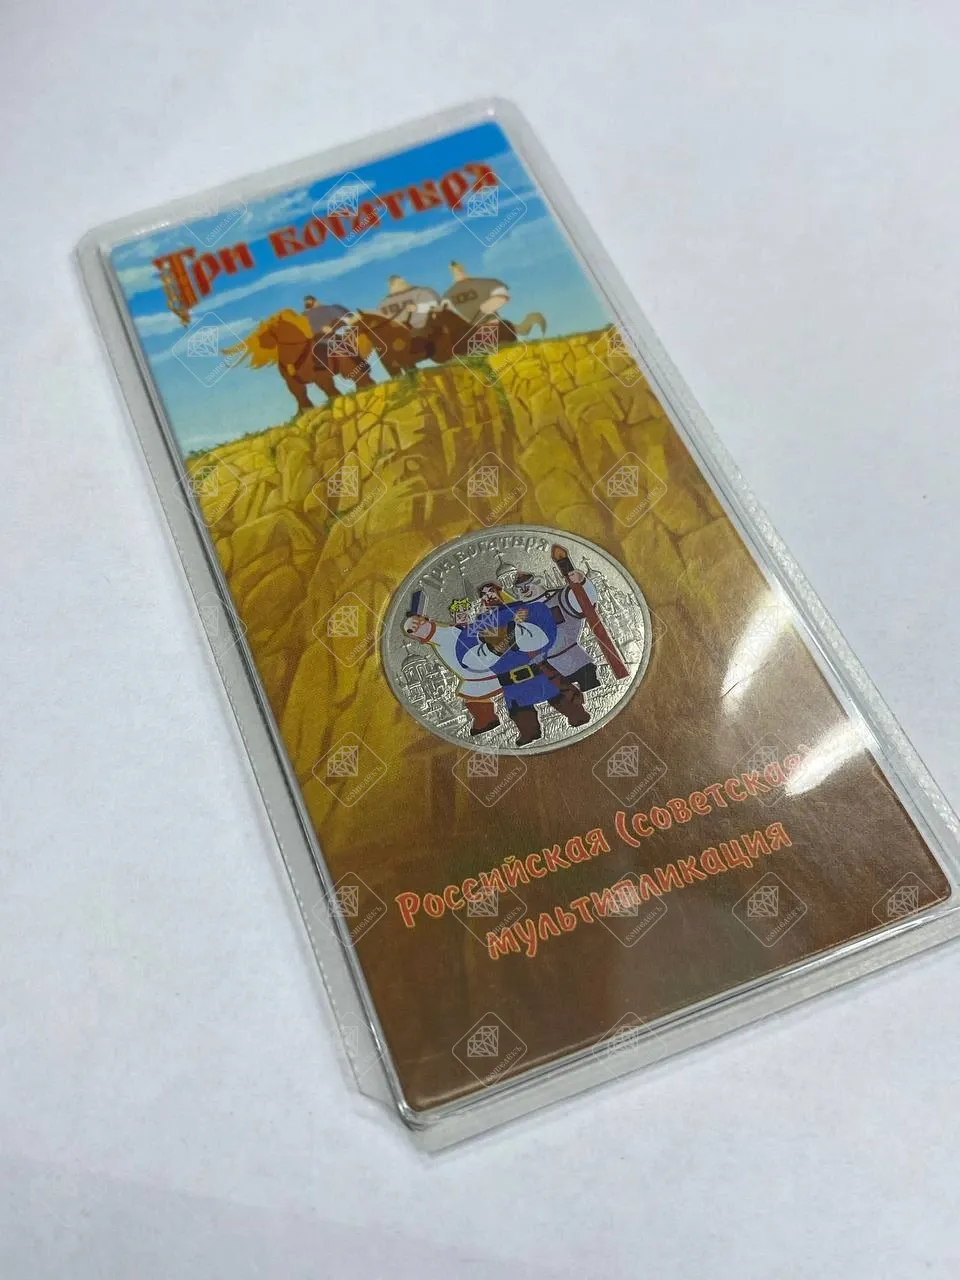 Три богатыря
Три богатыря
Российская (советская)
мультипликация